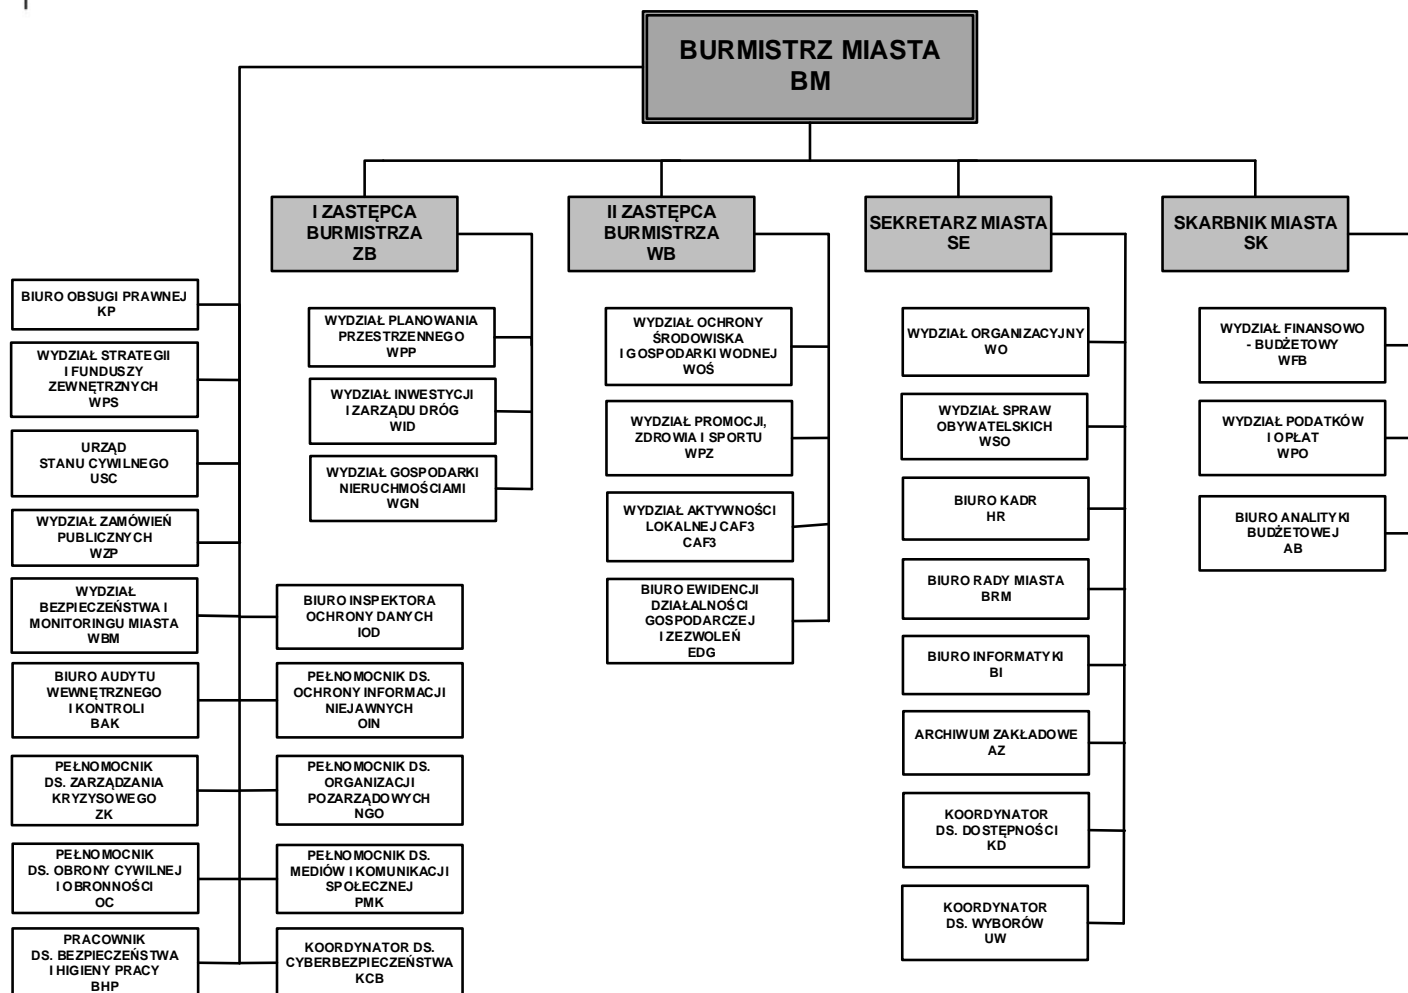 BURMISTRZ MIASTA
BM
I ZASTĘPCA
BURMISTRZA
ZB
II ZASTĘPCA
BURMISTRZA
WB
SEKRETARZ MIASTA
SE
SKARBNIK MIASTA
SK
BIURO OBSUGI PRAWNEJ
KP
WYDZIAŁ STRATEGII
I FUNDUSZY
ZEWNĘTRZNYCH
WPS
URZĄD
STANU CYWILNEGO
USC
WYDZIAŁ ZAMÓWIEŃ
PUBLICZNYCH
WZP
WYDZIAŁ
BEZPIECZEŃSTWA I
MONITORINGU MIASTA
WBM
BIURO AUDYTU
WEWNĘTRZNEGO
I KONTROLI
BAK
PEŁNOMOCNIK
DS. ZARZĄDZANIA
KRYZYSOWEGO
ZK
PEŁNOMOCNIK
DS. OBRONY CYWILNEJ
I OBRONNOŚCI
OC
PRACOWNIK
DS. BEZPIECZEŃSTWA
I HIGIENY PRACY
BHP
BIURO INSPEKTORA
OCHRONY DANYCH
IOD
PEŁNOMOCNIK DS.
OCHRONY INFORMACJI
NIEJAWNYCH
OIN
PEŁNOMOCNIK DS.
ORGANIZACJI
POZARZĄDOWYCH
NGO
PEŁNOMOCNIK DS.
MEDIÓW I KOMUNIKACJI
SPOŁECZNEJ
PMK
KOORDYNATOR DS.
CYBERBEZPIECZEŃSTWA
KCB
WYDZIAŁ PLANOWANIA
PRZESTRZENNEGO
WPP
WYDZIAŁ INWESTYCJI
I ZARZĄDU DRÓG
WID
WYDZIAŁ GOSPODARKI
NIERUCHMOŚCIAMI
WGN
WYDZIAŁ OCHRONY
ŚRODOWISKA
I GOSPODARKI WODNEJ
WOŚ
WYDZIAŁ PROMOCJI,
ZDROWIA I SPORTU
WPZ
WYDZIAŁ AKTYWNOŚCI
LOKALNEJ CAF3
CAF3
BIURO EWIDENCJI
DZIAŁALNOŚCI
GOSPODARCZEJ
I ZEZWOLEŃ
EDG
WYDZIAŁ ORGANIZACYJNY
WO
WYDZIAŁ SPRAW
OBYWATELSKICH
WSO
BIURO KADR
HR
BIURO RADY MIASTA
BRM
BIURO INFORMATYKI
BI
ARCHIWUM ZAKŁADOWE
AZ
KOORDYNATOR
DS. DOSTĘPNOŚCI
KD
KOORDYNATOR
DS. WYBORÓW
UW
WYDZIAŁ FINANSOWO
- BUDŻETOWY
WFB
WYDZIAŁ PODATKÓW
I OPŁAT
WPO
BIURO ANALITYKI
BUDŻETOWEJ
AB